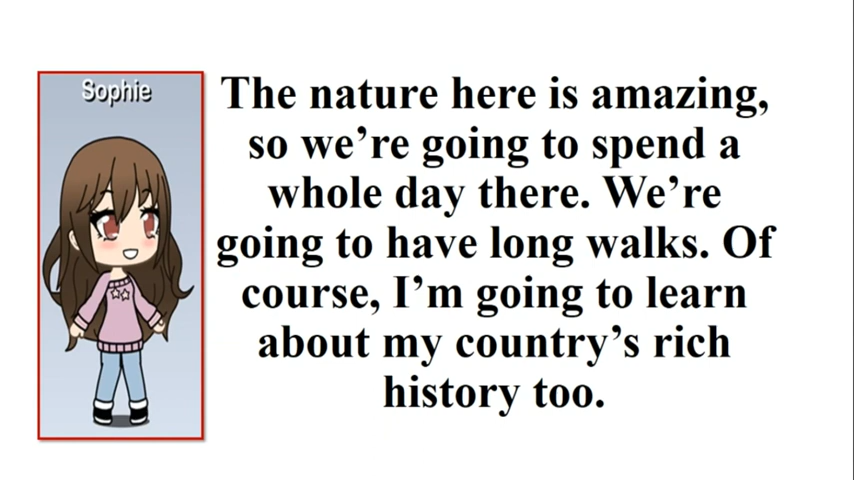 Sophie
The nature here is amazing,
so we’re going to spend a
whole day there. We’re
going to have long walks. Of
course, I’m going to learn
about my country’s rich
history too.